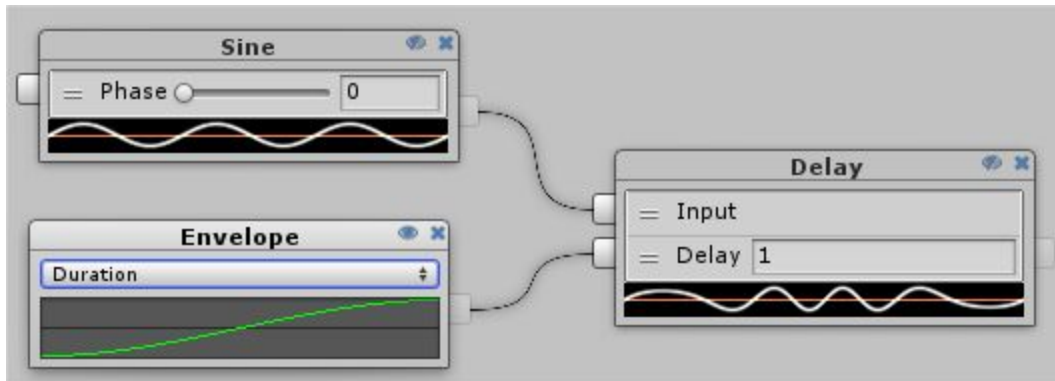 Sine
= Phase 0
Envelope
Duration
Delay
= Input
= Delay 1